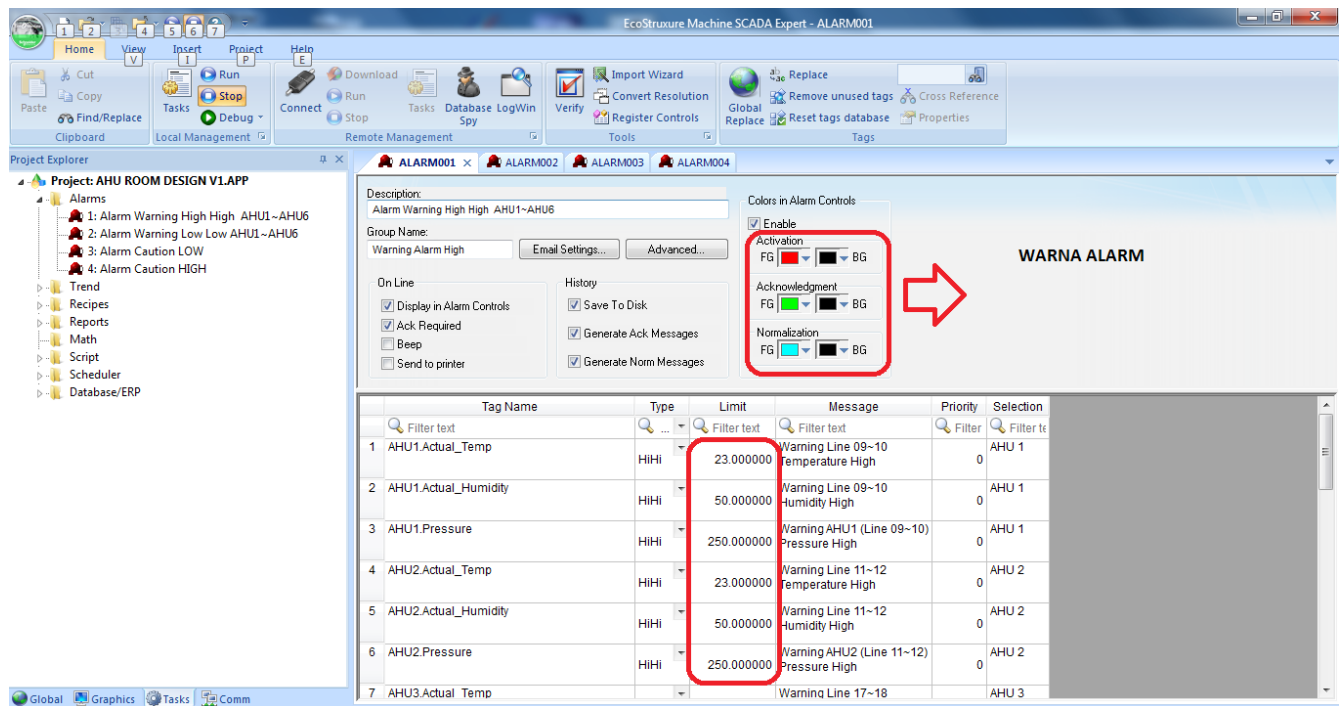 EcoStruxure Machine SCADA Expert - ALARM001
1 2 3 4 5 6 7
Home View Insert Project Help
V I P E
Paste
Cut
Copy
Find/Replace
Clipboard
Tasks
Run
Stop
Debug
Local Management
Connect
Download
Run
Stop
Tasks
Database Spy
LogWin
Remote Management
Verify
Import Wizard
Convert Resolution
Register Controls
Tools
Global Replace
Replace
Remove unused tags
Reset tags database
Cross Reference
Properties
Tags
Project Explorer
Project: AHU ROOM DESIGN V1.APP
Alarms
1: Alarm Warning High High AHU1~AHU6
2: Alarm Warning Low Low AHU1~AHU6
3: Alarm Caution LOW
4: Alarm Caution HIGH
Trend
Recipes
Reports
Math
Script
Scheduler
Database/ERP
Global Graphics Tasks Comm
ALARM001 ALARM002 ALARM003 ALARM004
Description:
Alarm Warning High High AHU1~AHU6
Group Name:
Warning Alarm High
Email Settings...
Advanced...
On Line
Display in Alarm Controls
Ack Required
Beep
Send to printer
History
Save To Disk
Generate Ack Messages
Generate Norm Messages
Colors in Alarm Controls
Enable
Activation
FG BG
Acknowledgment
FG BG
Normalization
FG BG
WARNA ALARM
Tag Name Type Limit Message Priority Selection
Filter text ... Filter text Filter text Filter Filter te
1 AHU1.Actual_Temp HiHi 23.000000 Warning Line 09~10 Temperature High 0 AHU 1
2 AHU1.Actual_Humidity HiHi 50.000000 Warning Line 09~10 Humidity High 0 AHU 1
3 AHU1.Pressure HiHi 250.000000 Warning AHU1 (Line 09~10) Pressure High 0 AHU 1
4 AHU2.Actual_Temp HiHi 23.000000 Warning Line 11~12 Temperature High 0 AHU 2
5 AHU2.Actual_Humidity HiHi 50.000000 Warning Line 11~12 Humidity High 0 AHU 2
6 AHU2.Pressure HiHi 250.000000 Warning AHU2 (Line 11~12) Pressure High 0 AHU 2
7 AHU3.Actual_Temp Warning Line 17~18 AHU 3